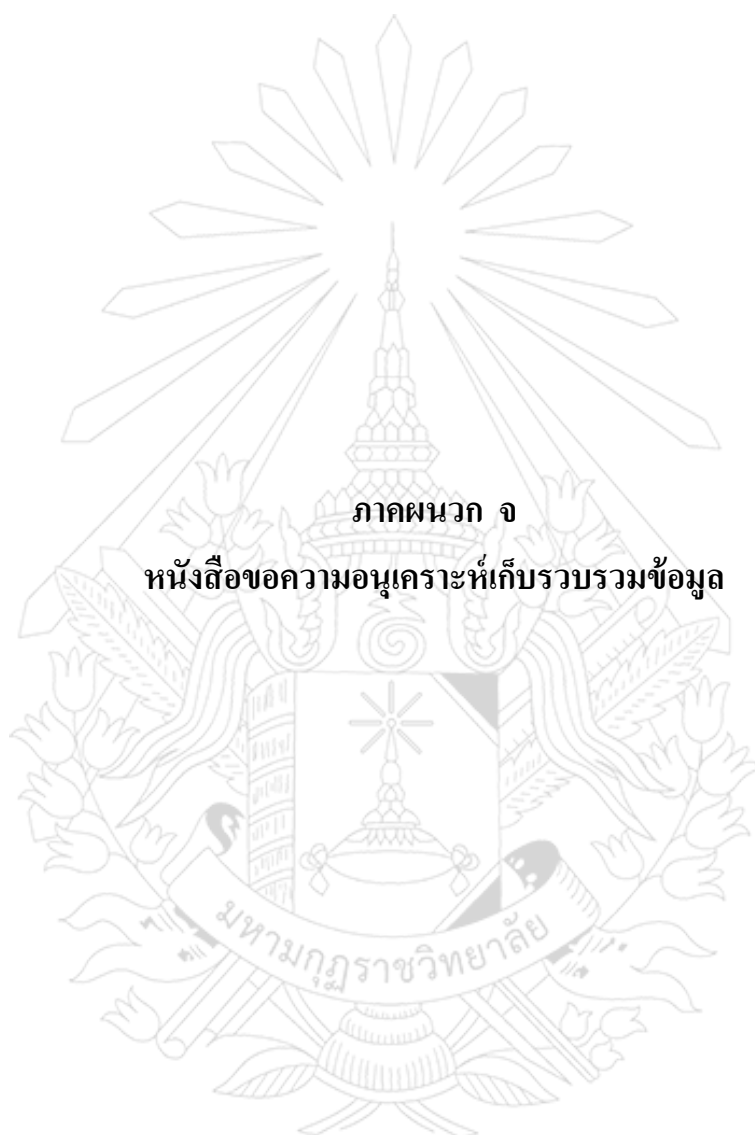 ภาคผนวก จ
หนังสือขอความอนุเคราะห์เก็บรวบรวมข้อมูล
มหามกุฏราชวิทยาลัย